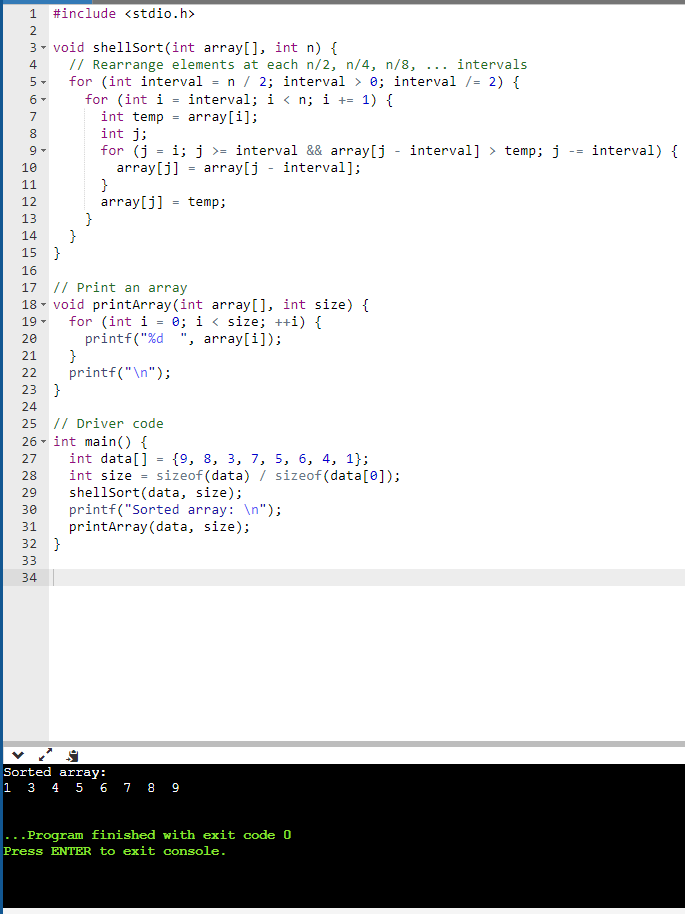 1 #include <stdio.h>
2
3 void shellSort(int array[], int n) {
4   // Rearrange elements at each n/2, n/4, n/8, ... intervals
5   for (int interval = n / 2; interval > 0; interval /= 2) {
6     for (int i = interval; i < n; i += 1) {
7       int temp = array[i];
8       int j;
9       for (j = i; j >= interval && array[j - interval] > temp; j -= interval) {
10         array[j] = array[j - interval];
11       }
12       array[j] = temp;
13     }
14   }
15 }
16
17 // Print an array
18 void printArray(int array[], int size) {
19   for (int i = 0; i < size; ++i) {
20     printf("%d  ", array[i]);
21   }
22   printf("\n");
23 }
24
25 // Driver code
26 int main() {
27   int data[] = {9, 8, 3, 7, 5, 6, 4, 1};
28   int size = sizeof(data) / sizeof(data[0]);
29   shellSort(data, size);
30   printf("Sorted array: \n");
31   printArray(data, size);
32 }
33
34
Sorted array:
1  3  4  5  6  7  8  9
...Program finished with exit code 0
Press ENTER to exit console.